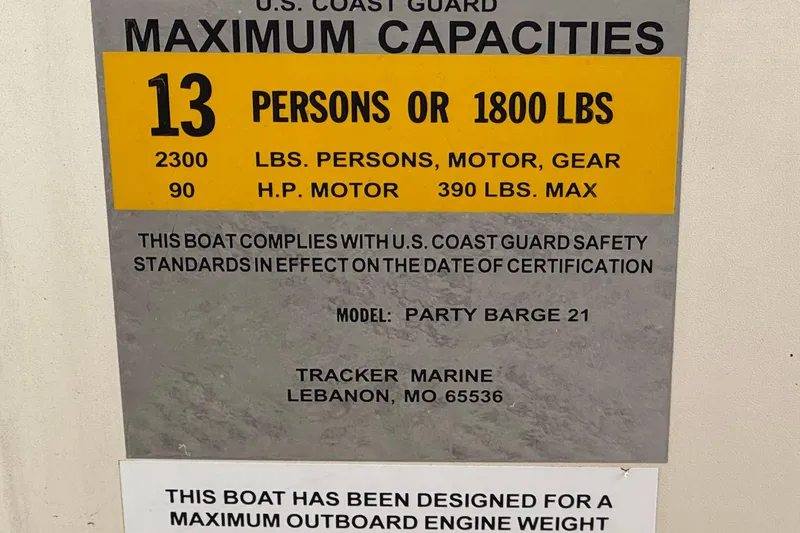 U.S. COAST GUARD
MAXIMUM CAPACITIES
13 PERSONS OR 1800 LBS
2300 LBS. PERSONS, MOTOR, GEAR
90 H.P. MOTOR 390 LBS. MAX
THIS BOAT COMPLIES WITH U.S. COAST GUARD SAFETY
STANDARDS IN EFFECT ON THE DATE OF CERTIFICATION
MODEL: PARTY BARGE 21
TRACKER MARINE
LEBANON, MO 65536
THIS BOAT HAS BEEN DESIGNED FOR A
MAXIMUM OUTBOARD ENGINE WEIGHT